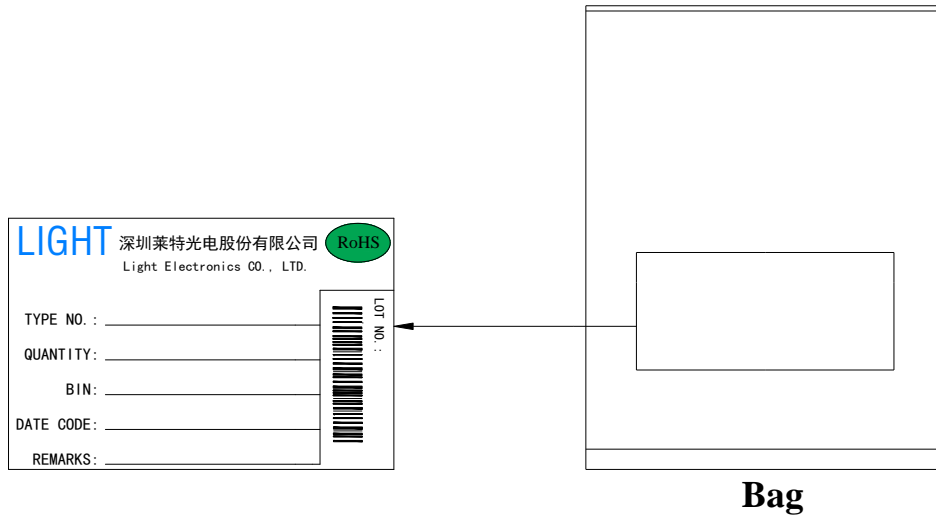 LIGHT 深圳莱特光电股份有限公司 RoHS
Light Electronics CO., LTD.
LOT NO.:
TYPE NO.:
QUANTITY:
BIN:
DATE CODE:
REMARKS:
Bag